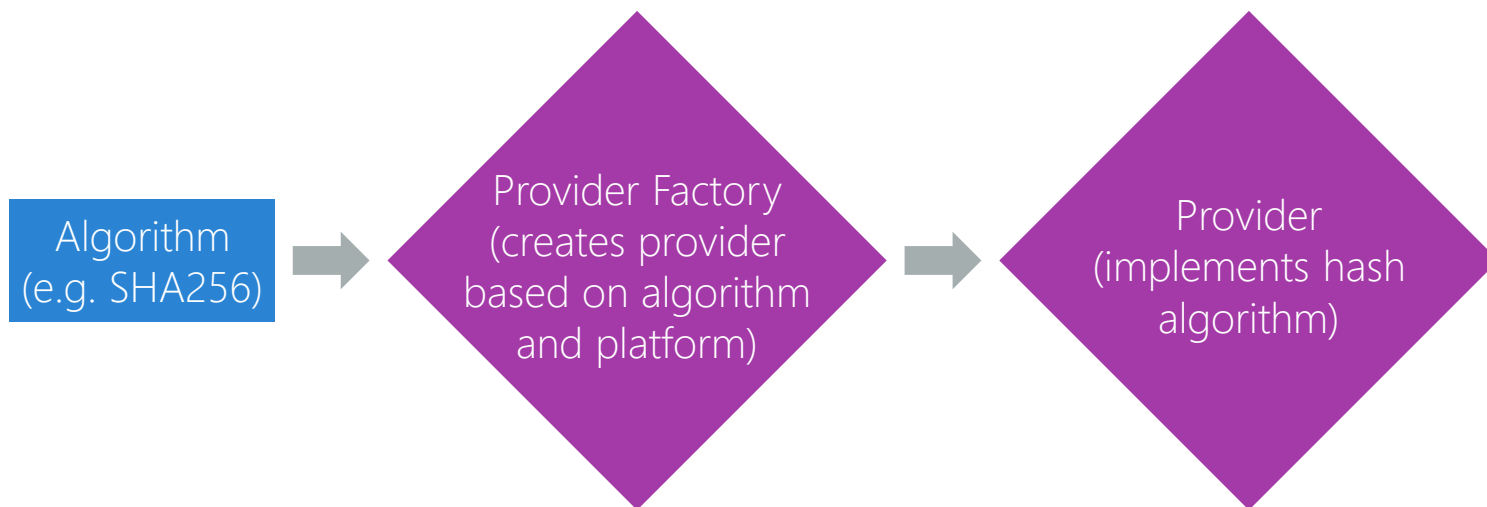 Algorithm
(e.g. SHA256)
Provider Factory
(creates provider
based on algorithm
and platform)
Provider
(implements hash
algorithm)